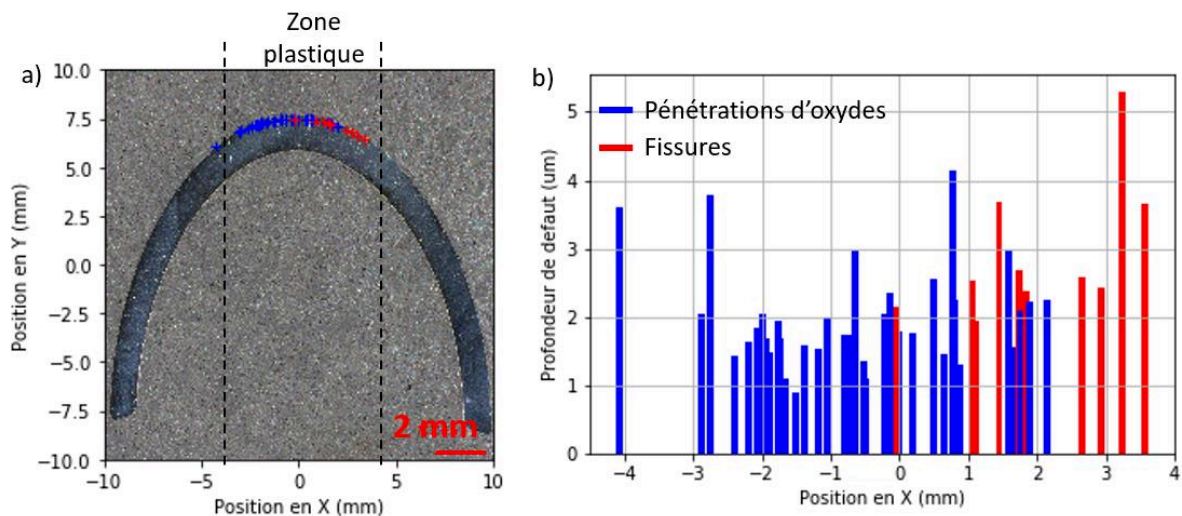 Zone
plastique
a)
10.0
7.5
5.0
2.5
0.0
−2.5
−5.0
−7.5
−10.0
Position en Y (mm)
2 mm
−10
−5
0
5
10
Position en X (mm)
b)
Pénétrations d'oxydes
Fissures
5
4
3
2
1
0
Profondeur de defaut (um)
−4
−3
−2
−1
0
1
2
3
4
Position en X (mm)